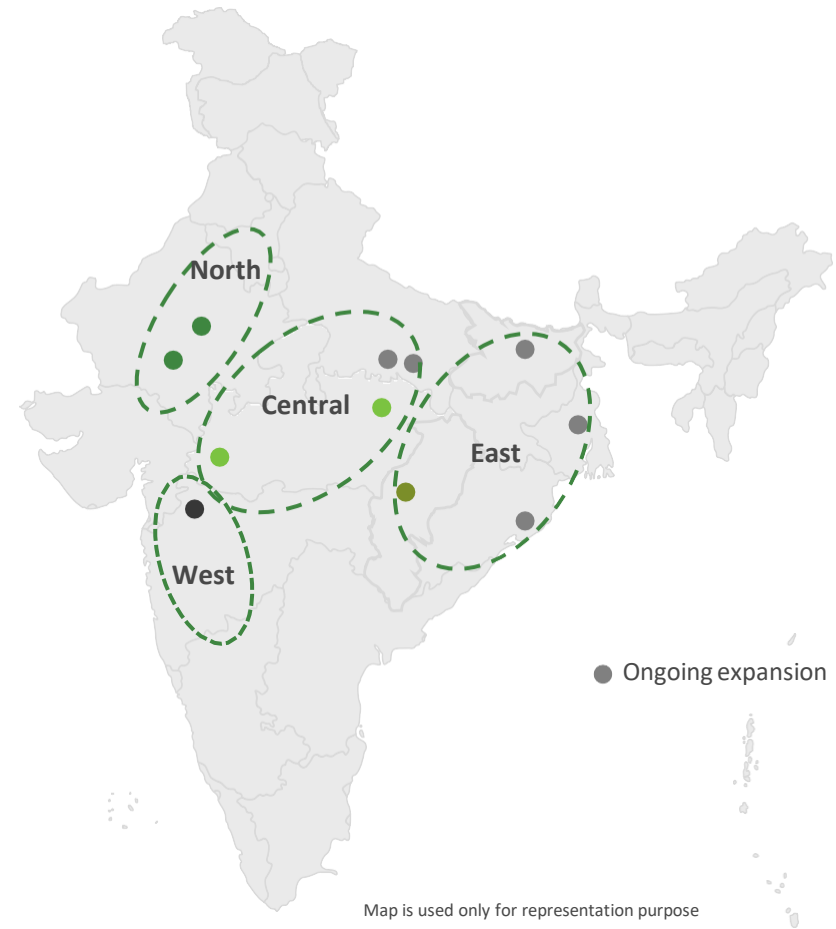 North
Central
East
West
Ongoing expansion
Map is used only for representation purpose